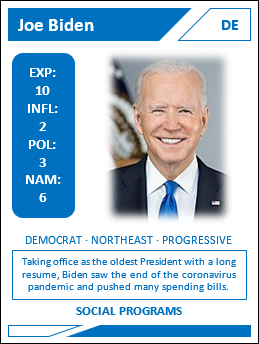 Joe Biden
DE
EXP:
10
INFL:
2
POL:
3
NAM:
6
DEMOCRAT · NORTHEAST · PROGRESSIVE
Taking office as the oldest President with a long
resume, Biden saw the end of the coronavirus
pandemic and pushed many spending bills.
SOCIAL PROGRAMS